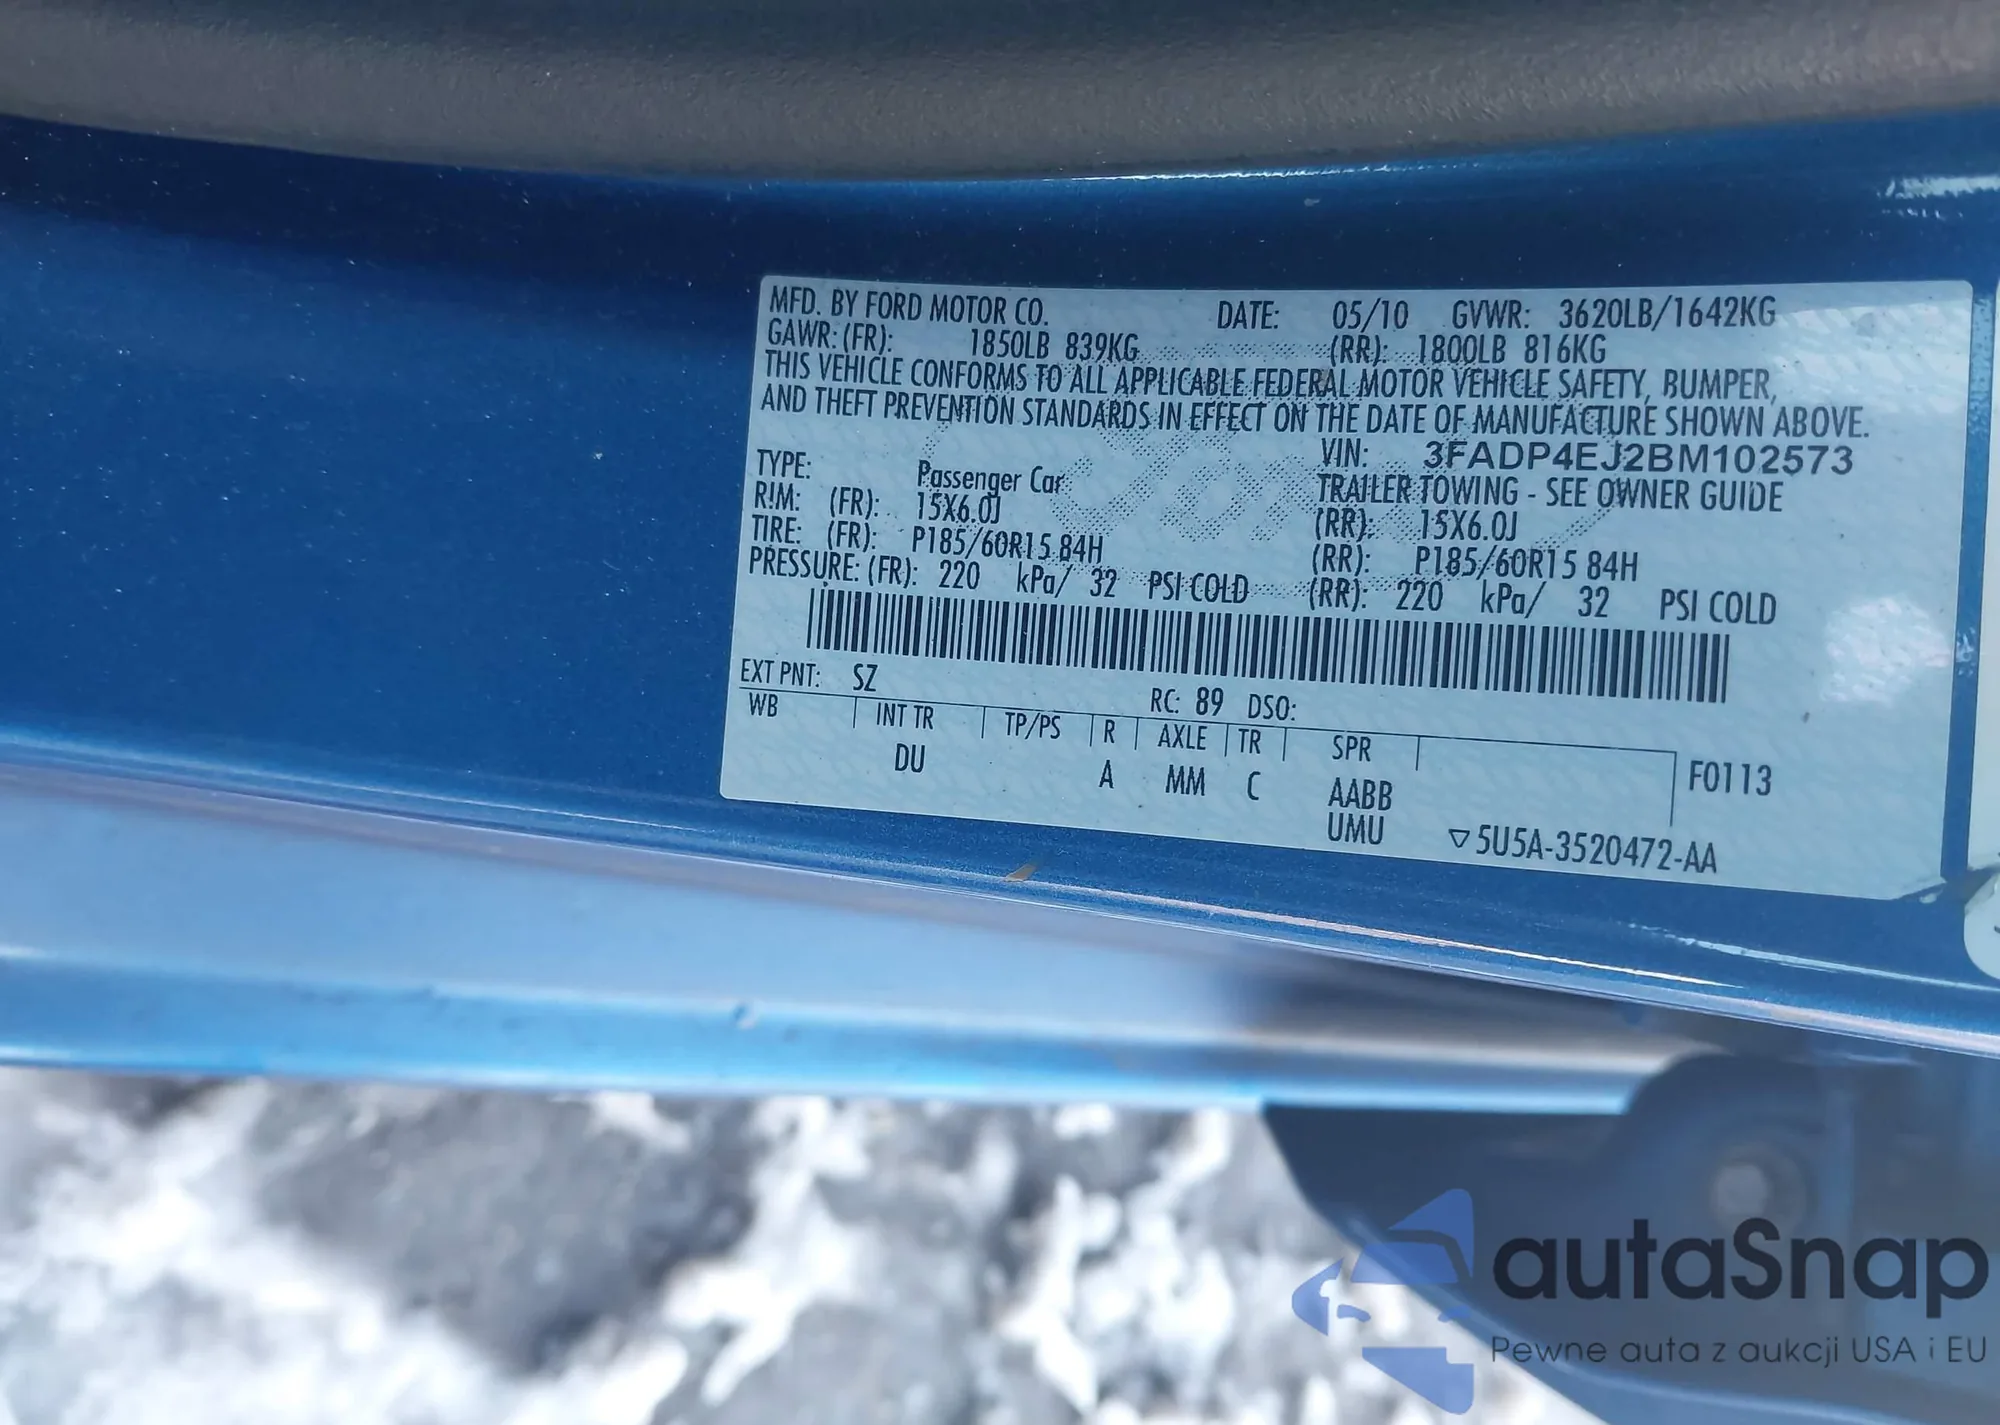 MFD. BY FORD MOTOR CO. DATE: 05/10 GVWR: 3620LB/1642KG
GAWR: (FR): 1850LB 839KG (RR): 1800LB 816KG
THIS VEHICLE CONFORMS TO ALL APPLICABLE FEDERAL MOTOR VEHICLE SAFETY, BUMPER,
AND THEFT PREVENTION STANDARDS IN EFFECT ON THE DATE OF MANUFACTURE SHOWN ABOVE.
VIN: 3FADP4EJ2BM102573
TYPE: Passenger Car TRAILER TOWING - SEE OWNER GUIDE
RIM: (FR): 15X6.0J (RR): 15X6.0J
TIRE: (FR): P185/60R15 84H (RR): P185/60R15 84H
PRESSURE: (FR): 220 kPa/ 32 PSI COLD (RR): 220 kPa/ 32 PSI COLD
EXT PNT: SZ RC: 89 DSO:
WB INT TR TP/PS R AXLE TR SPR
DU A MM C AABB F0113
UMU ▽5U5A-3520472-AA
autaSnap
Pewne auta z aukcji USA i EU